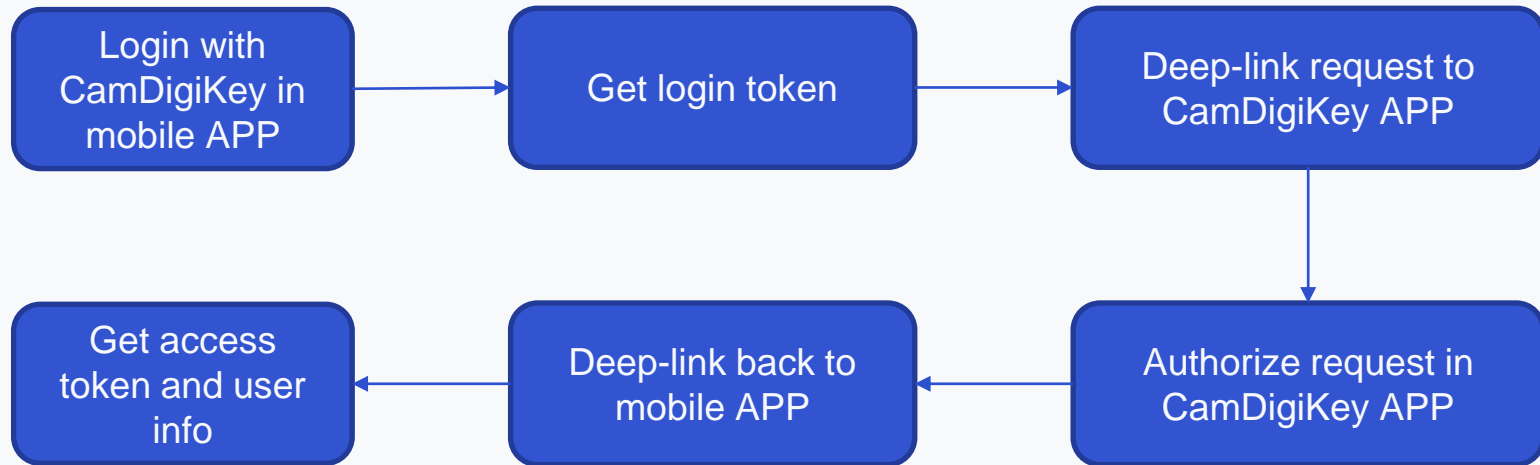 Login with
CamDigiKey in
mobile APP
Get login token
Deep-link request to
CamDigiKey APP
Authorize request in
CamDigiKey APP
Deep-link back to
mobile APP
Get access
token and user
info